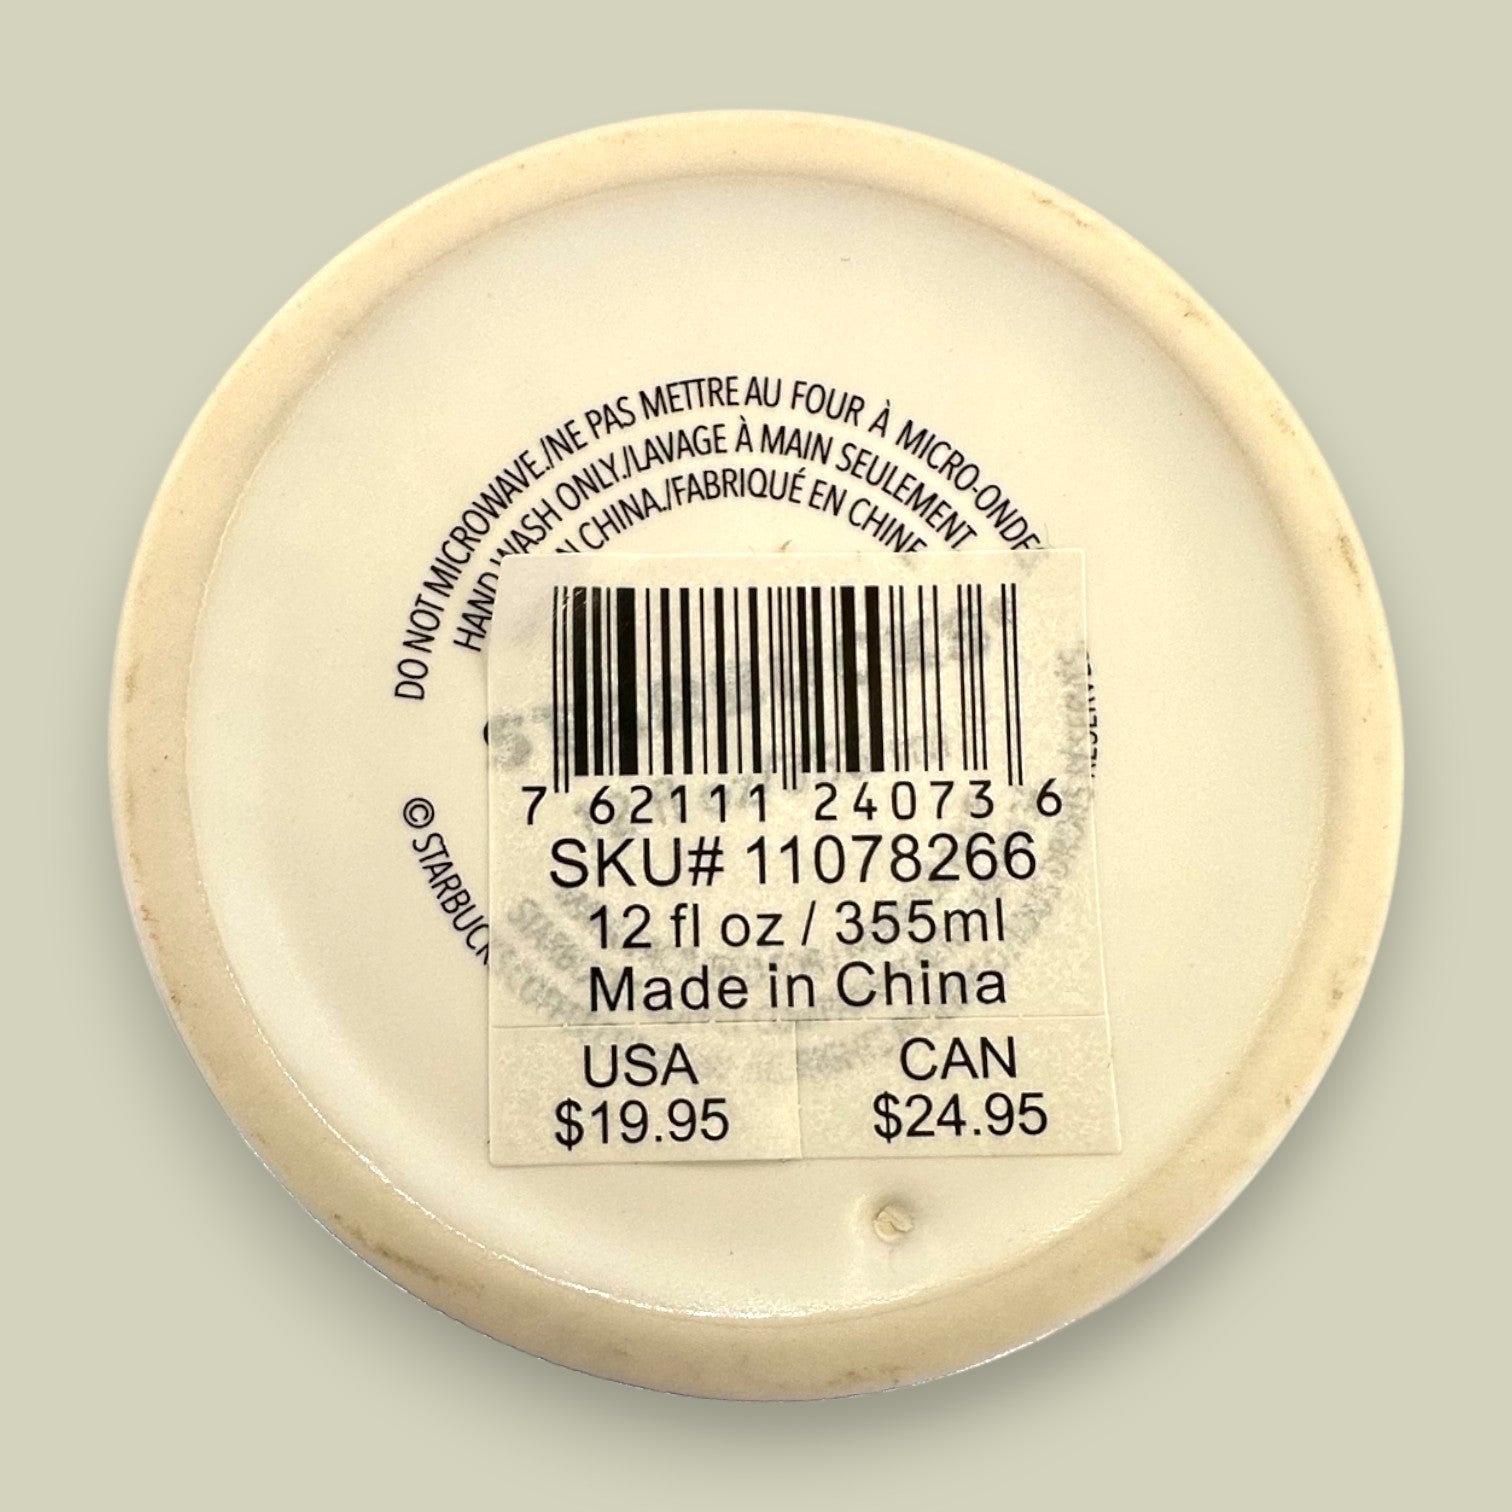 DO NOT MICROWAVE./NE PAS METTRE AU FOUR À MICRO-ONDE
HAND WASH ONLY./LAVAGE À MAIN SEULEMENT
IN CHINA./FABRIQUÉ EN CHINE
© STARBUCK
7 62111 24073 6
SKU# 11078266
12 fl oz / 355ml
Made in China
USA
$19.95
CAN
$24.95